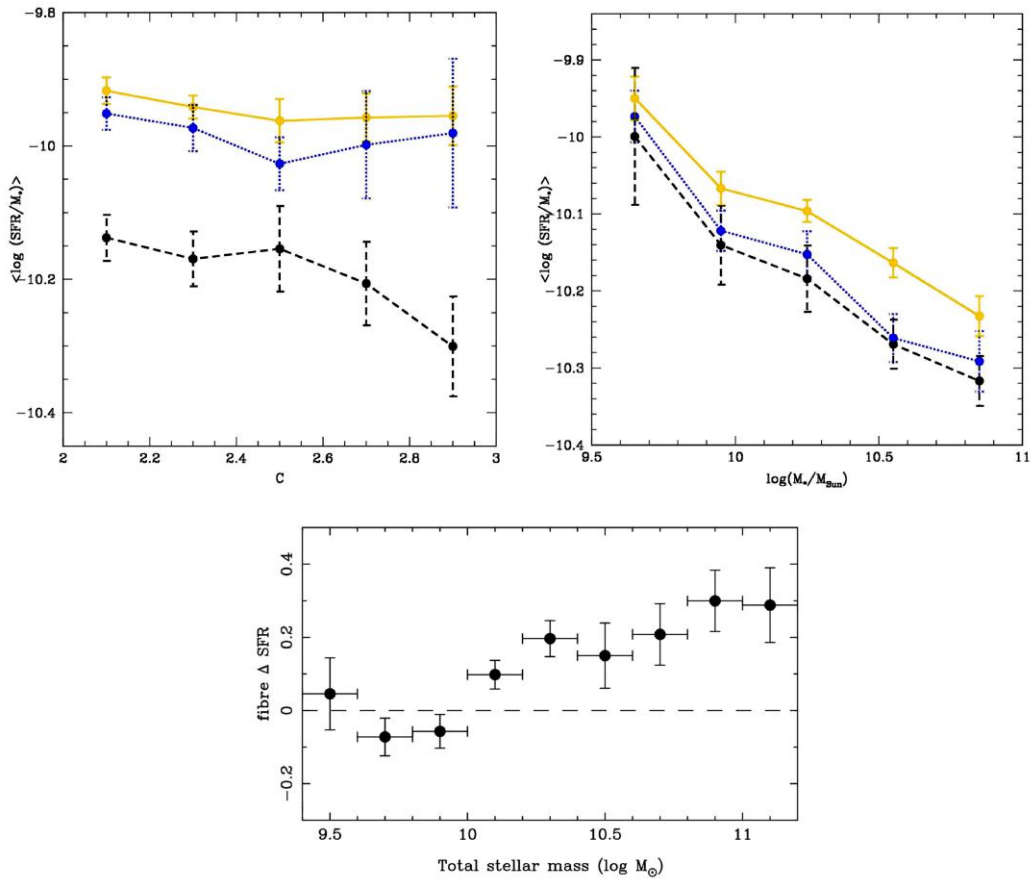 −9.8
−10
−10.2
−10.4
<log (SFR/M*)>
2 2.2 2.4 2.6 2.8 3
C
−9.9
−10
−10.1
−10.2
−10.3
−10.4
<log (SFR/M*)>
9.5 10 10.5 11
log(M*/MSun)
0.4
0.2
0
−0.2
fibre Δ SFR
9.5 10 10.5 11
Total stellar mass (log M⊙)